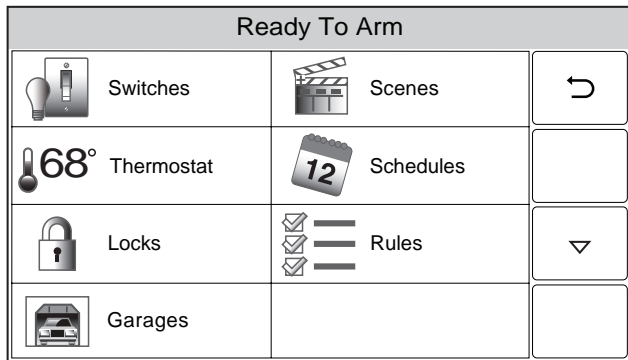 Ready To Arm
Switches
Scenes
68° Thermostat
12 Schedules
Locks
Rules
Garages